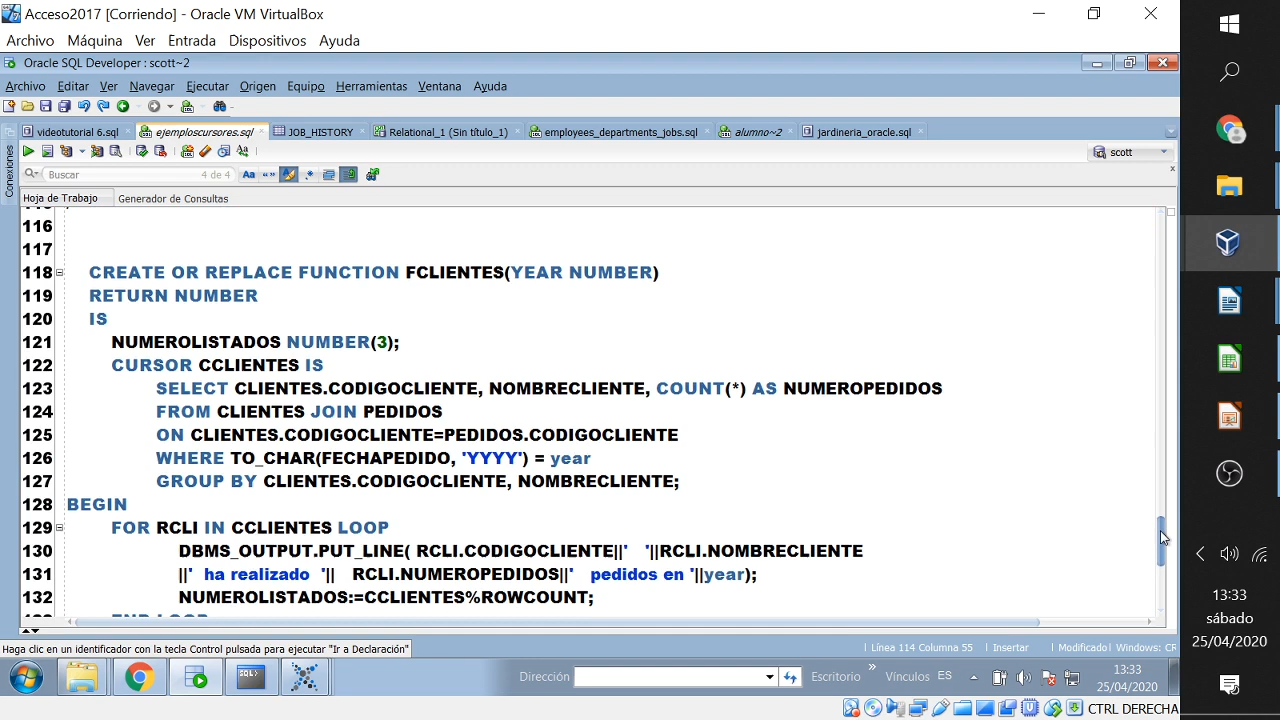 Acceso2017 [Corriendo] - Oracle VM VirtualBox
Archivo Máquina Ver Entrada Dispositivos Ayuda
Oracle SQL Developer : scott~2
Archivo Editar Ver Navegar Ejecutar Origen Equipo Herramientas Ventana Ayuda
videotutorial 6.sql ejemploscursores.sql JOB_HISTORY Relational_1 (Sin título_1) employees_departments_jobs.sql alumno~2 jardineria_oracle.sql
scott
Conexiones
Buscar 4 de 4 Aa
Hoja de Trabajo Generador de Consultas
116
117
118 CREATE OR REPLACE FUNCTION FCLIENTES(YEAR NUMBER)
119 RETURN NUMBER
120 IS
121 NUMEROLISTADOS NUMBER(3);
122 CURSOR CCLIENTES IS
123 SELECT CLIENTES.CODIGOCLIENTE, NOMBRECLIENTE, COUNT(*) AS NUMEROPEDIDOS
124 FROM CLIENTES JOIN PEDIDOS
125 ON CLIENTES.CODIGOCLIENTE=PEDIDOS.CODIGOCLIENTE
126 WHERE TO_CHAR(FECHAPEDIDO, 'YYYY') = year
127 GROUP BY CLIENTES.CODIGOCLIENTE, NOMBRECLIENTE;
128 BEGIN
129 FOR RCLI IN CCLIENTES LOOP
130 DBMS_OUTPUT.PUT_LINE( RCLI.CODIGOCLIENTE||' '||RCLI.NOMBRECLIENTE
131 ||' ha realizado '|| RCLI.NUMEROPEDIDOS||' pedidos en '||year);
132 NUMEROLISTADOS:=CCLIENTES%ROWCOUNT;
Haga clic en un identificador con la tecla Control pulsada para ejecutar "Ir a Declaración"
Línea 114 Columna 55 Insertar Modificado Windows: CR
Dirección Escritorio » Vínculos ES
13:33
25/04/2020
CTRL DERECHA
13:33
sábado
25/04/2020